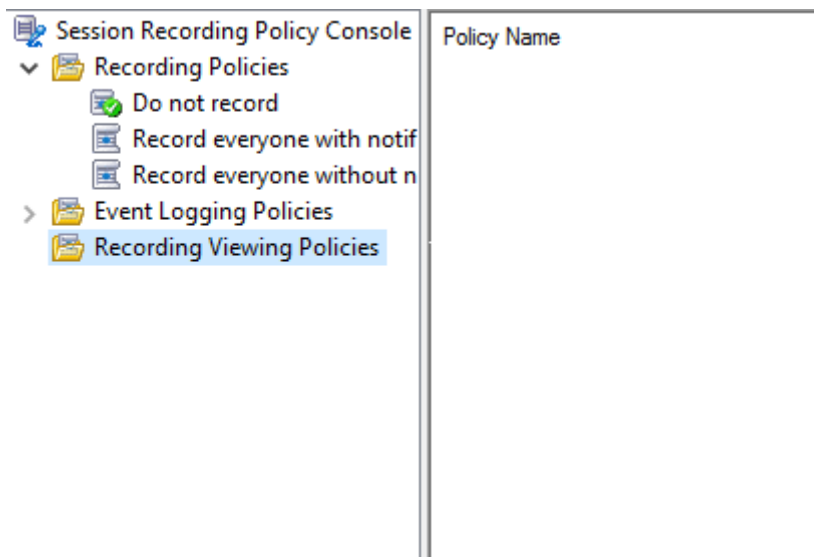 Session Recording Policy Console
Recording Policies
Do not record
Record everyone with notif
Record everyone without n
Event Logging Policies
Recording Viewing Policies
Policy Name